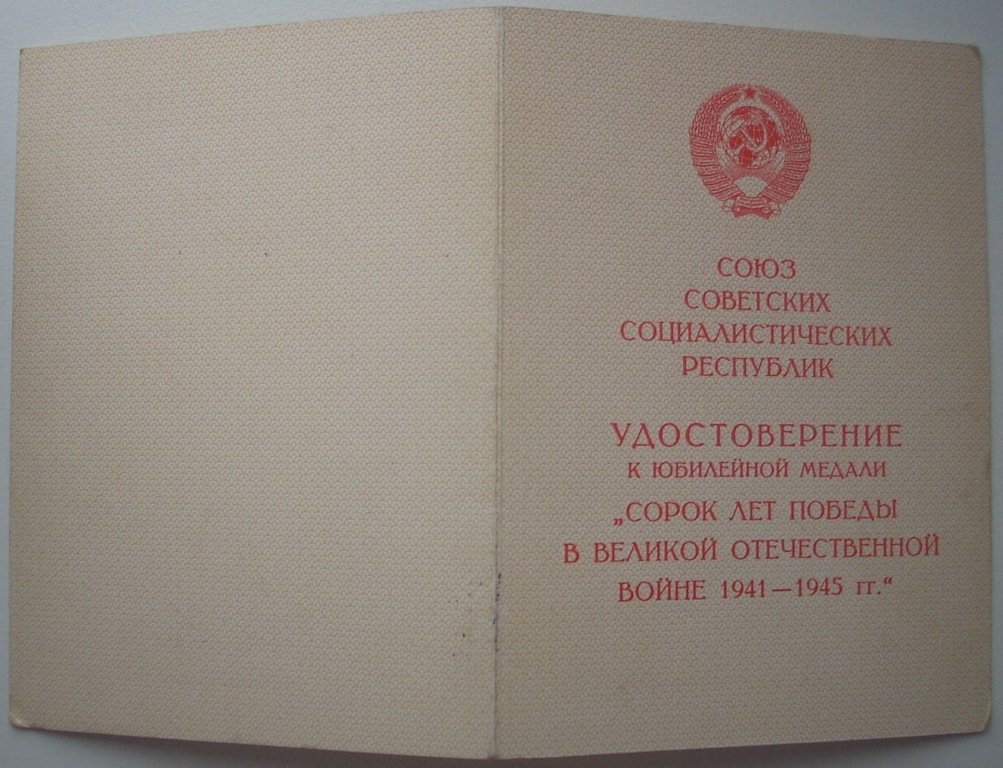 СОЮЗ
СОВЕТСКИХ
СОЦИАЛИСТИЧЕСКИХ
РЕСПУБЛИК
УДОСТОВЕРЕНИЕ
К ЮБИЛЕЙНОЙ МЕДАЛИ
„СОРОК ЛЕТ ПОБЕДЫ
В ВЕЛИКОЙ ОТЕЧЕСТВЕННОЙ
ВОЙНЕ 1941—1945 гг.“